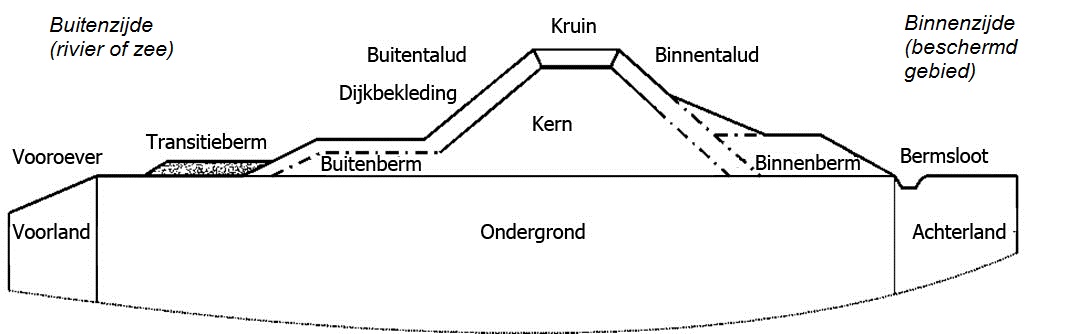 Buitenzijde
(rivier of zee)
Kruin
Binnenzijde
(beschermd
gebied)
Buitentalud
Binnentalud
Dijkbekleding
Kern
Transitieberm
Vooroever
Buitenberm
Binnenberm
Bermsloot
Voorland
Ondergrond
Achterland